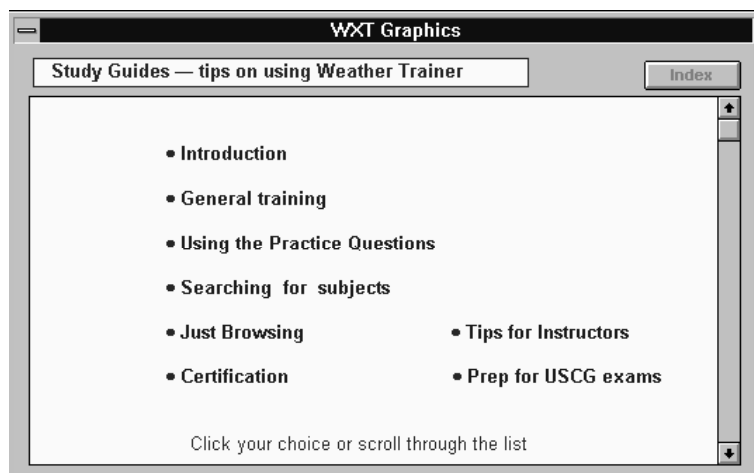 WXT Graphics
Study Guides — tips on using Weather Trainer
Index
• Introduction
• General training
• Using the Practice Questions
• Searching for subjects
• Just Browsing • Tips for Instructors
• Certification • Prep for USCG exams
Click your choice or scroll through the list